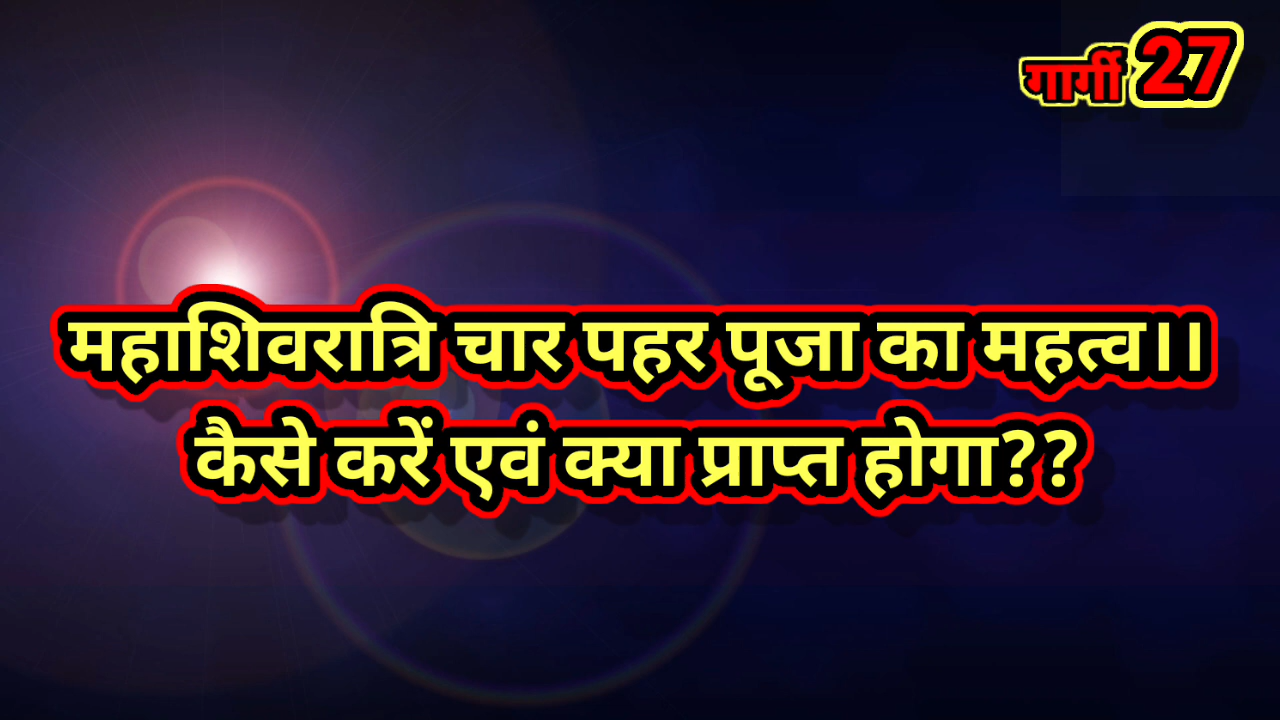 गार्गी 27
महाशिवरात्रि चार पहर पूजा का महत्व।।
कैसे करें एवं क्या प्राप्त होगा??